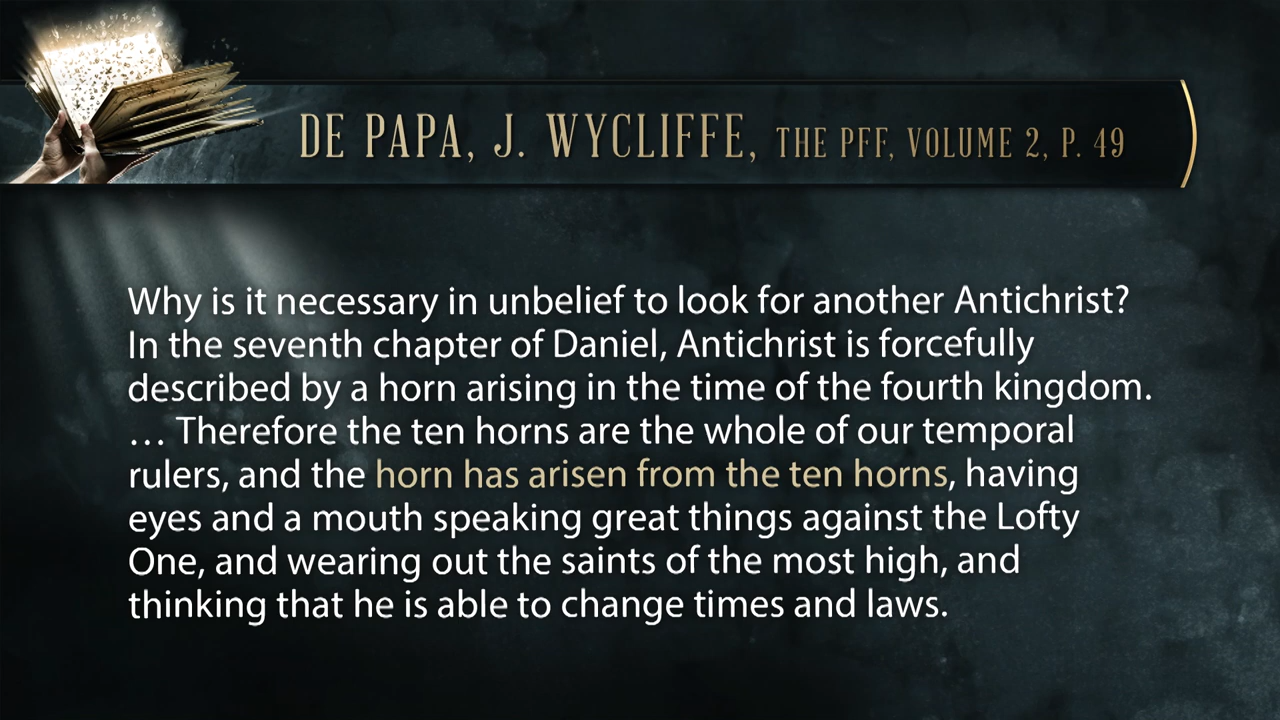 DE PAPA, J. WYCLIFFE, THE PFF, VOLUME 2, P. 49
Why is it necessary in unbelief to look for another Antichrist?
In the seventh chapter of Daniel, Antichrist is forcefully
described by a horn arising in the time of the fourth kingdom.
… Therefore the ten horns are the whole of our temporal
rulers, and the horn has arisen from the ten horns, having
eyes and a mouth speaking great things against the Lofty
One, and wearing out the saints of the most high, and
thinking that he is able to change times and laws.